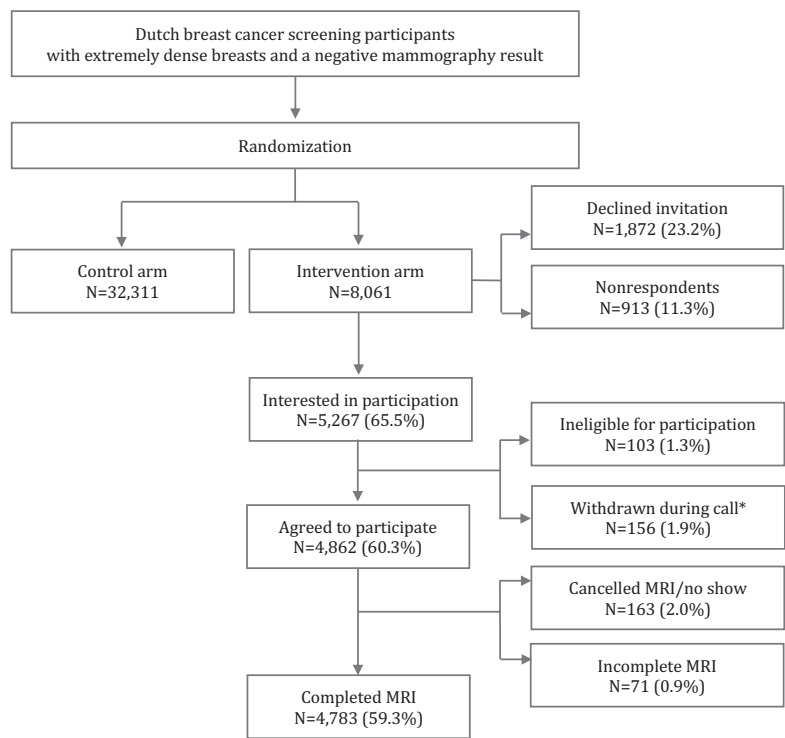 Dutch breast cancer screening participants
with extremely dense breasts and a negative mammography result
Randomization
Declined invitation
N=1,872 (23.2%)
Control arm
N=32,311
Intervention arm
N=8,061
Nonrespondents
N=913 (11.3%)
Interested in participation
N=5,267 (65.5%)
Ineligible for participation
N=103 (1.3%)
Withdrawn during call*
N=156 (1.9%)
Agreed to participate
N=4,862 (60.3%)
Cancelled MRI/no show
N=163 (2.0%)
Incomplete MRI
N=71 (0.9%)
Completed MRI
N=4,783 (59.3%)